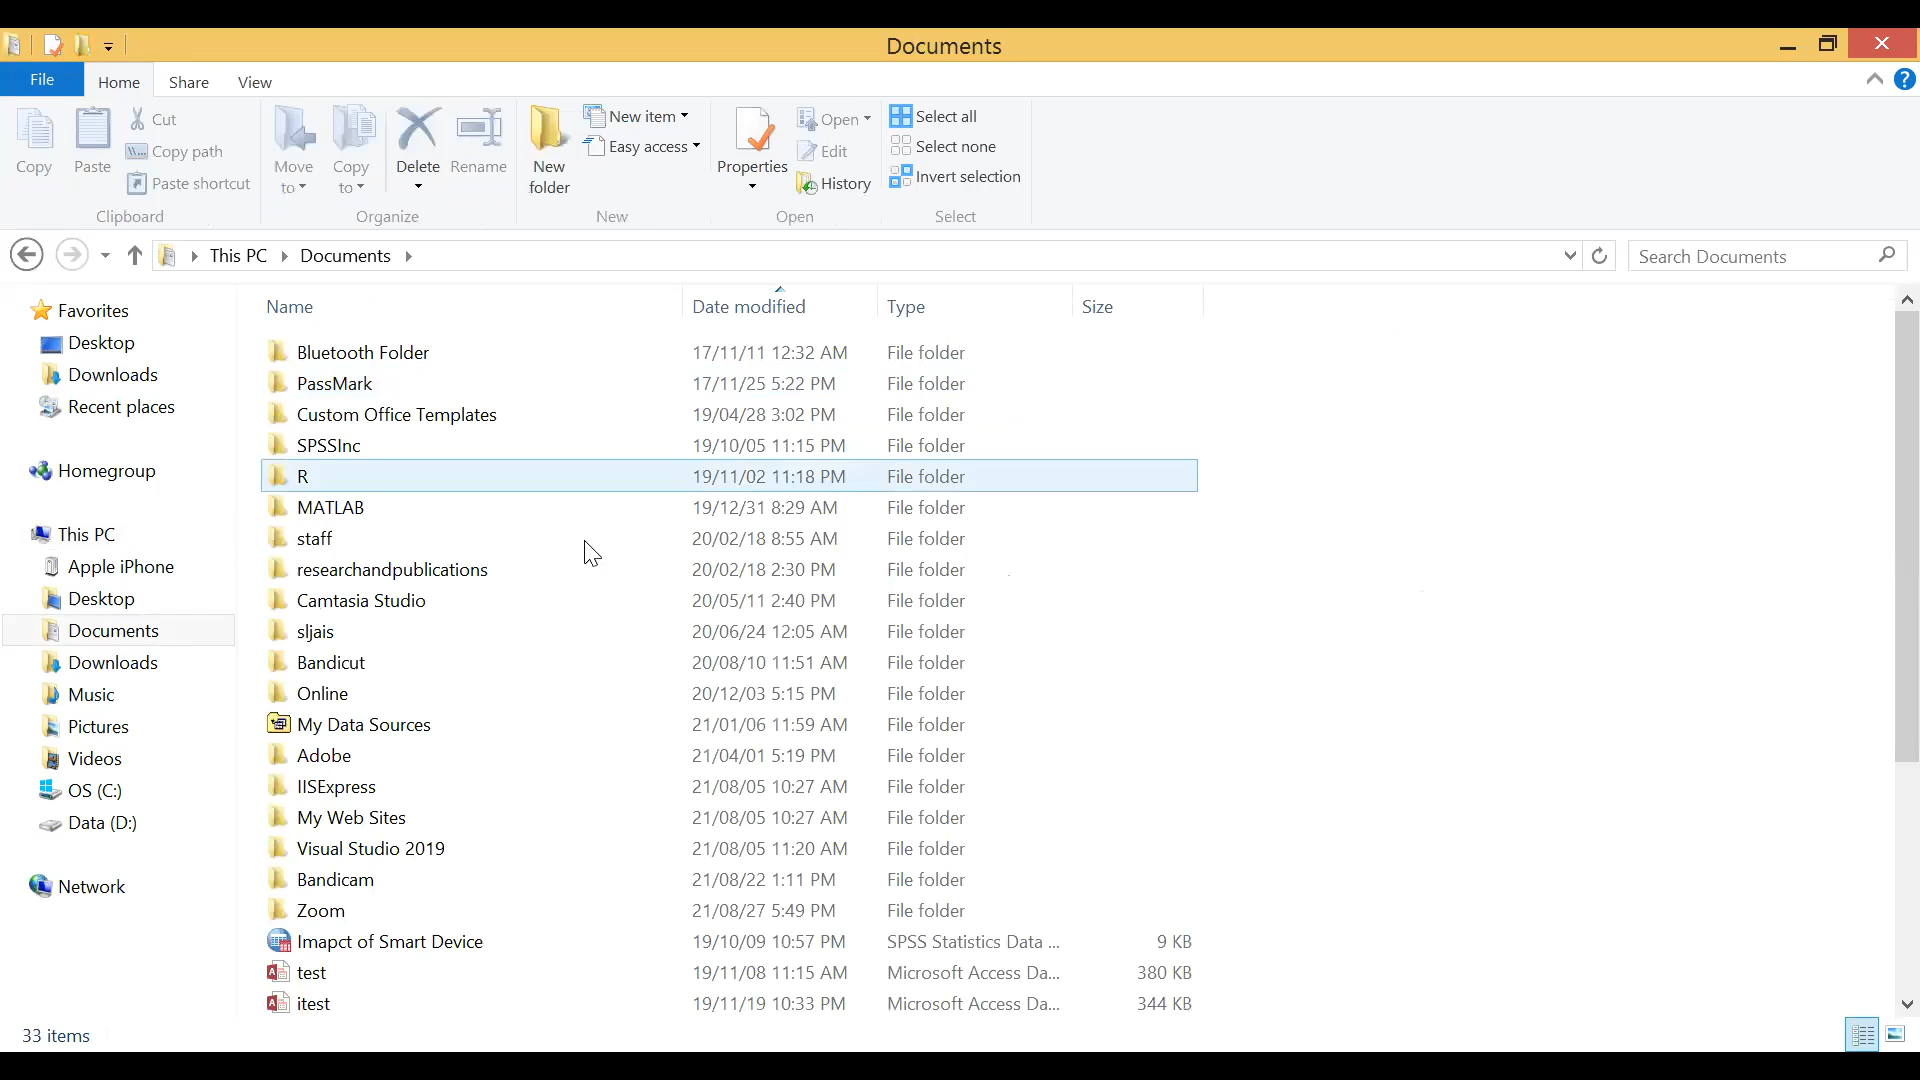 Documents
File Home Share View
Copy Paste Cut Copy path Paste shortcut
Clipboard
Move to Copy to Delete Rename
Organize
New folder New item Easy access
New
Properties Open Edit History
Open
Select all
Select none
Invert selection
Select
This PC Documents Search Documents
Favorites
Desktop
Downloads
Recent places
Homegroup
This PC
Apple iPhone
Desktop
Documents
Downloads
Music
Pictures
Videos
OS (C:)
Data (D:)
Network
Name Date modified Type Size
Bluetooth Folder 17/11/11 12:32 AM File folder
PassMark 17/11/25 5:22 PM File folder
Custom Office Templates 19/04/28 3:02 PM File folder
SPSSInc 19/10/05 11:15 PM File folder
R 19/11/02 11:18 PM File folder
MATLAB 19/12/31 8:29 AM File folder
staff 20/02/18 8:55 AM File folder
researchandpublications 20/02/18 2:30 PM File folder
Camtasia Studio 20/05/11 2:40 PM File folder
sljais 20/06/24 12:05 AM File folder
Bandicut 20/08/10 11:51 AM File folder
Online 20/12/03 5:15 PM File folder
My Data Sources 21/01/06 11:59 AM File folder
Adobe 21/04/01 5:19 PM File folder
IISExpress 21/08/05 10:27 AM File folder
My Web Sites 21/08/05 10:27 AM File folder
Visual Studio 2019 21/08/05 11:20 AM File folder
Bandicam 21/08/22 1:11 PM File folder
Zoom 21/08/27 5:49 PM File folder
Imapct of Smart Device 19/10/09 10:57 PM SPSS Statistics Data ... 9 KB
test 19/11/08 11:15 AM Microsoft Access Da... 380 KB
itest 19/11/19 10:33 PM Microsoft Access Da... 344 KB
33 items